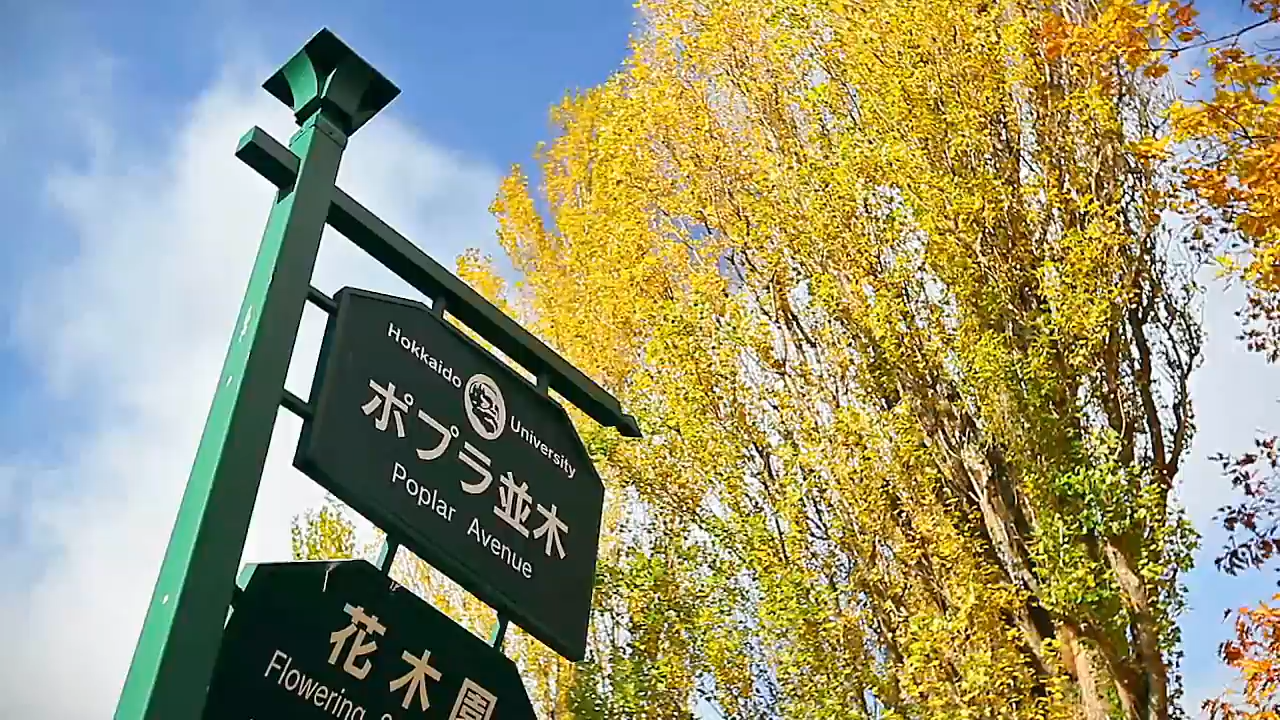 Hokkaido University
ポプラ並木
Poplar Avenue
花木園
Flowering